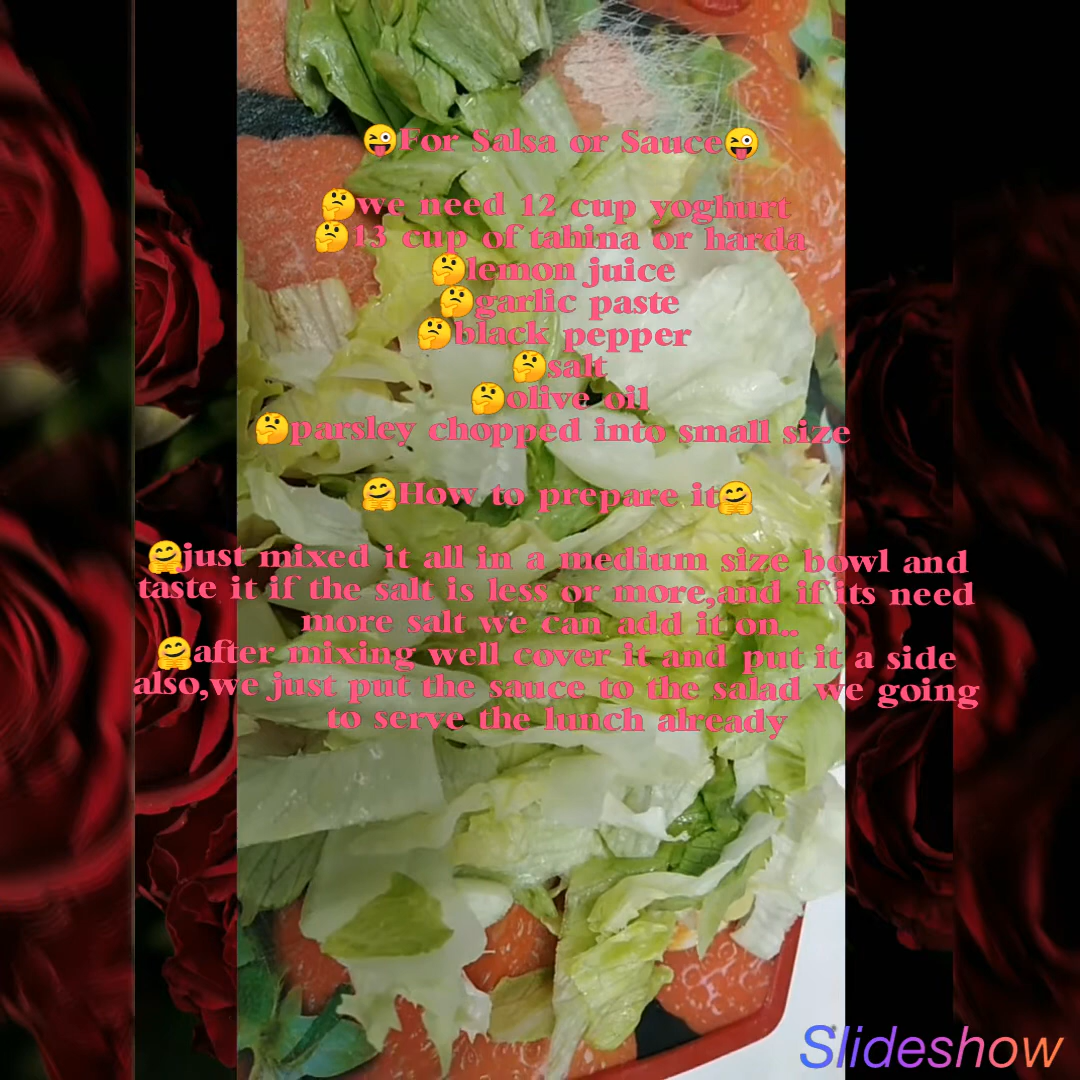 😜For Salsa or Sauce😜
🤔we need 12 cup yoghurt
🤔13 cup of tahina or harda
🤔lemon juice
🤔garlic paste
🤔black pepper
🤔salt
🤔olive oil
🤔parsley chopped into small size
🤗How to prepare it🤗
🤗just mixed it all in a medium size bowl and
taste it if the salt is less or more,and if its need
more salt we can add it on..
🤗after mixing well cover it and put it a side
also,we just put the sauce to the salad we going
to serve the lunch already
Slideshow